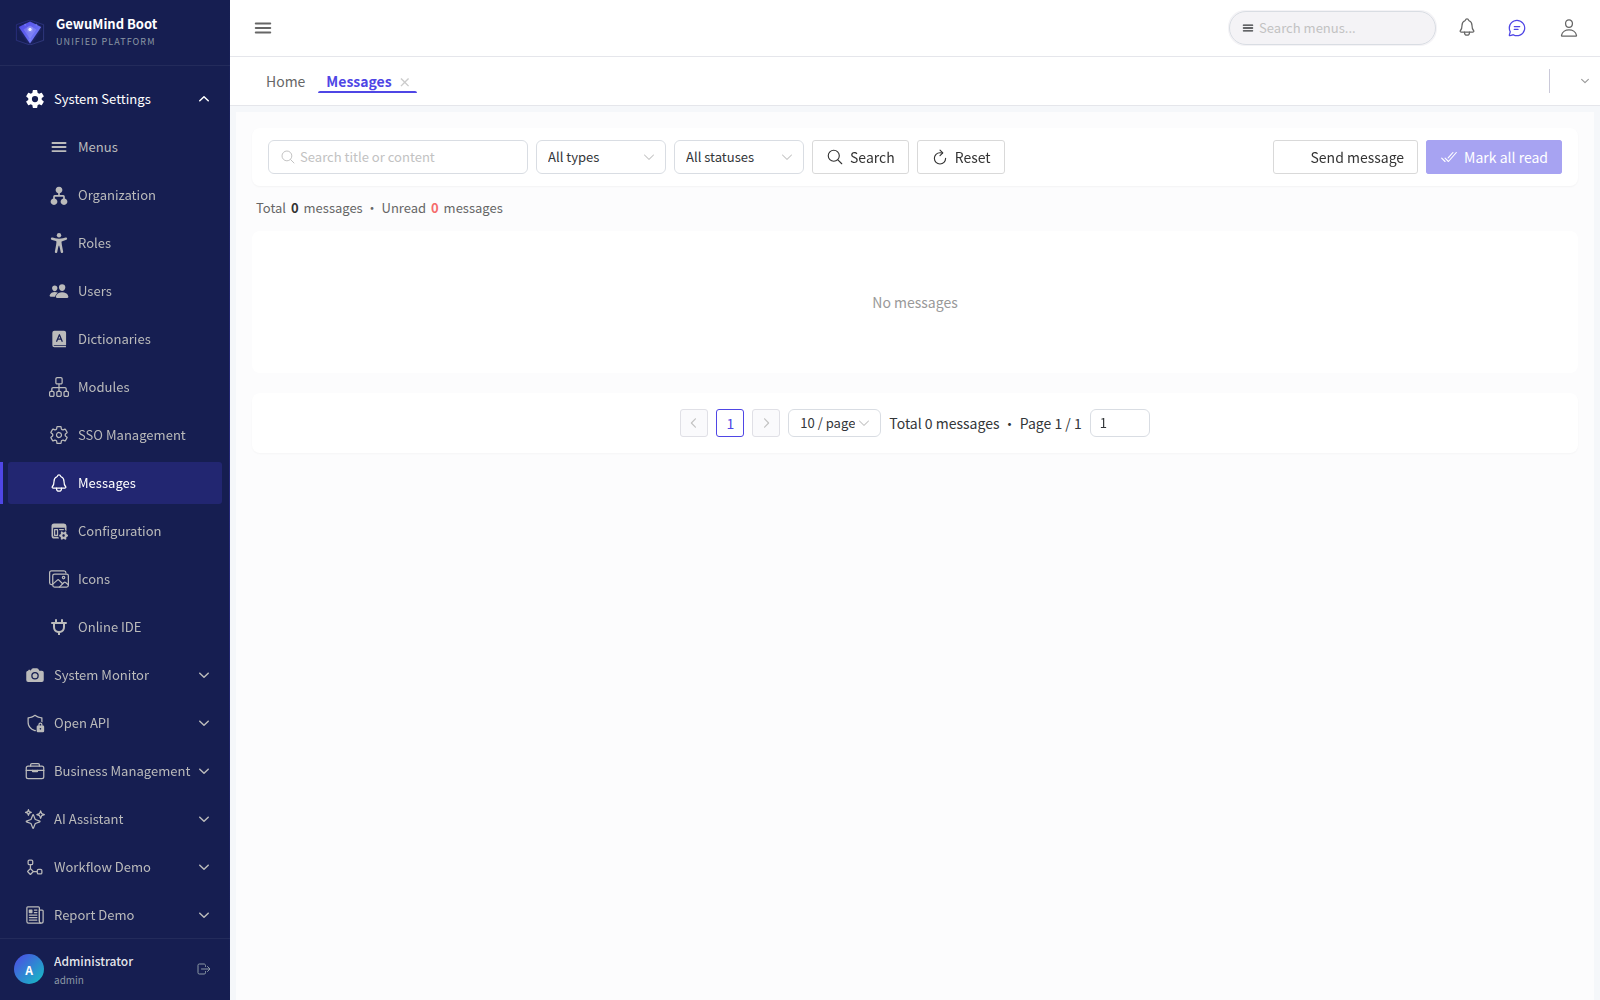 GewuMind Boot
UNIFIED PLATFORM
Search menus...
System Settings
Menus
Organization
Roles
Users
Dictionaries
Modules
SSO Management
Messages
Configuration
Icons
Online IDE
System Monitor
Open API
Business Management
AI Assistant
Workflow Demo
Report Demo
A
Administrator
admin
Home
Messages
Search title or content
All types
All statuses
Search
Reset
Send message
Mark all read
Total 0 messages • Unread 0 messages
No messages
1
10 / page
Total 0 messages • Page 1 / 1
1